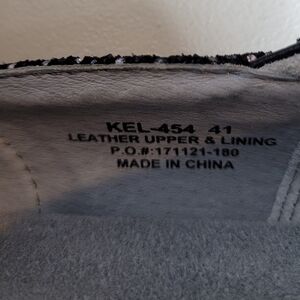 KEL-454 41
LEATHER UPPER & LINING
P.O.#:171121-180
MADE IN CHINA